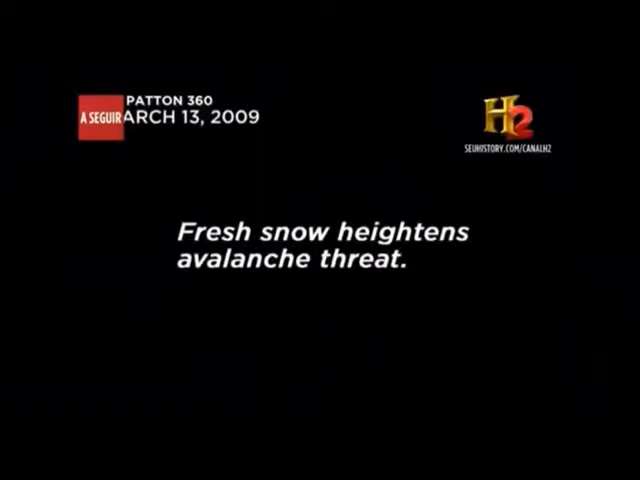 PATTON 360
A SEGUIR
ARCH 13, 2009
H2
SEUHISTORY.COM/CANALH2
Fresh snow heightens
avalanche threat.